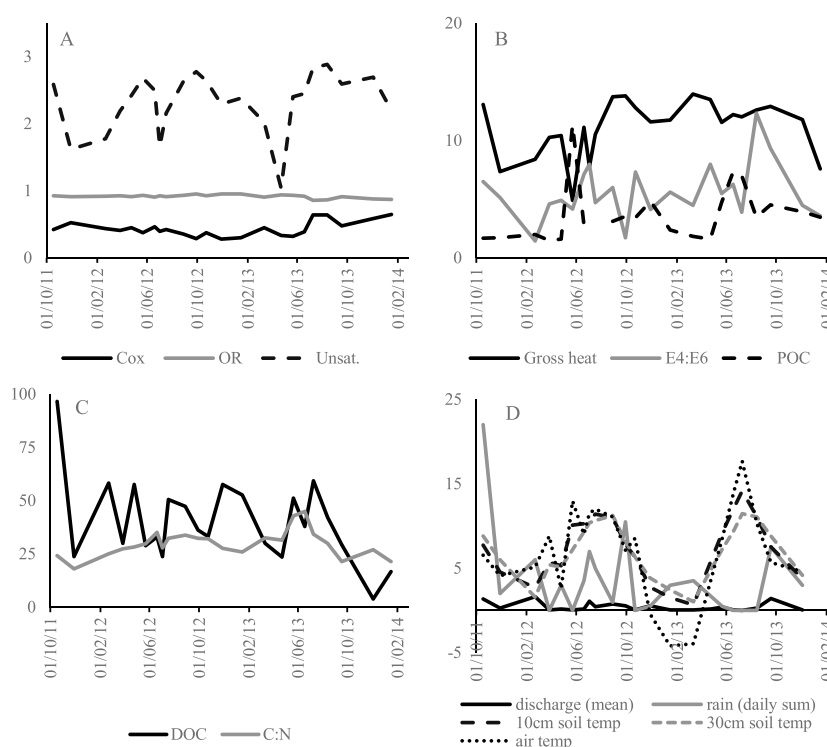 A
3
2
1
0
01/10/11
01/02/12
01/06/12
01/10/12
01/02/13
01/06/13
01/10/13
01/02/14
Cox
OR
Unsat.
B
20
10
0
01/10/11
01/02/12
01/06/12
01/10/12
01/02/13
01/06/13
01/10/13
01/02/14
Gross heat
E4:E6
POC
C
100
75
50
25
0
01/10/11
01/02/12
01/06/12
01/10/12
01/02/13
01/06/13
01/10/13
01/02/14
DOC
C:N
D
25
15
5
-5
01/10/11
01/02/12
01/06/12
01/10/12
01/02/13
01/06/13
01/10/13
01/02/14
discharge (mean)
rain (daily sum)
10cm soil temp
30cm soil temp
air temp